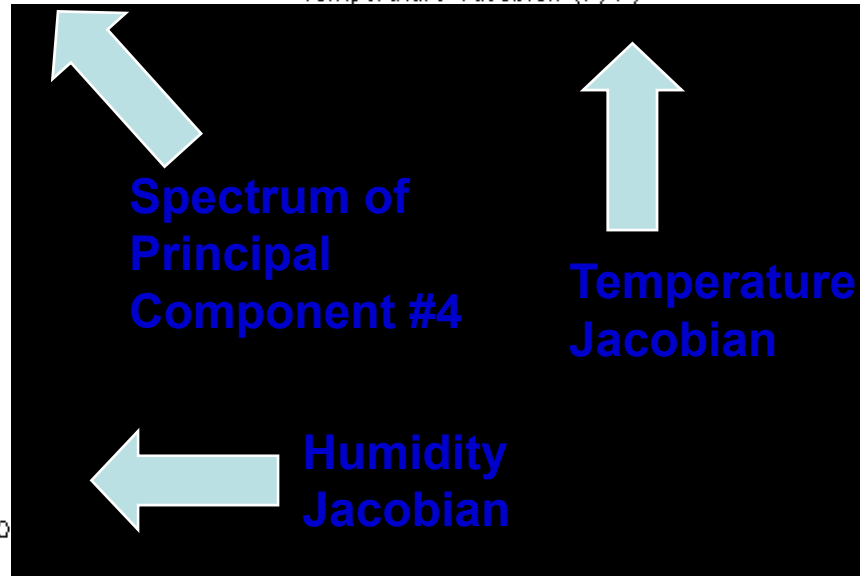 Spectrum of
Principal
Component #4
Temperature
Jacobian
Humidity
Jacobian